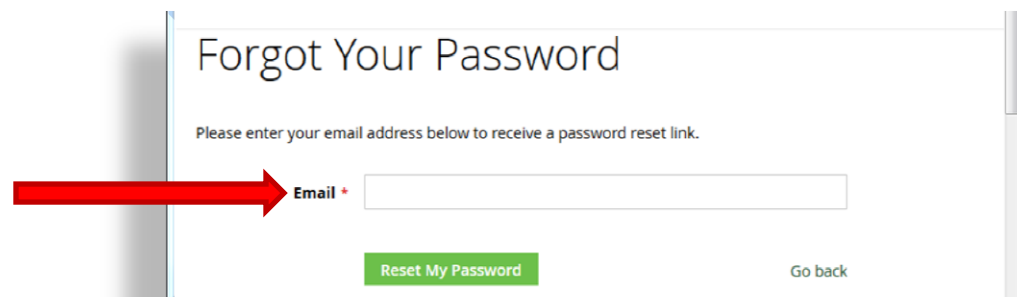 Forgot Your Password
Please enter your email address below to receive a password reset link.
Email *
Reset My Password
Go back